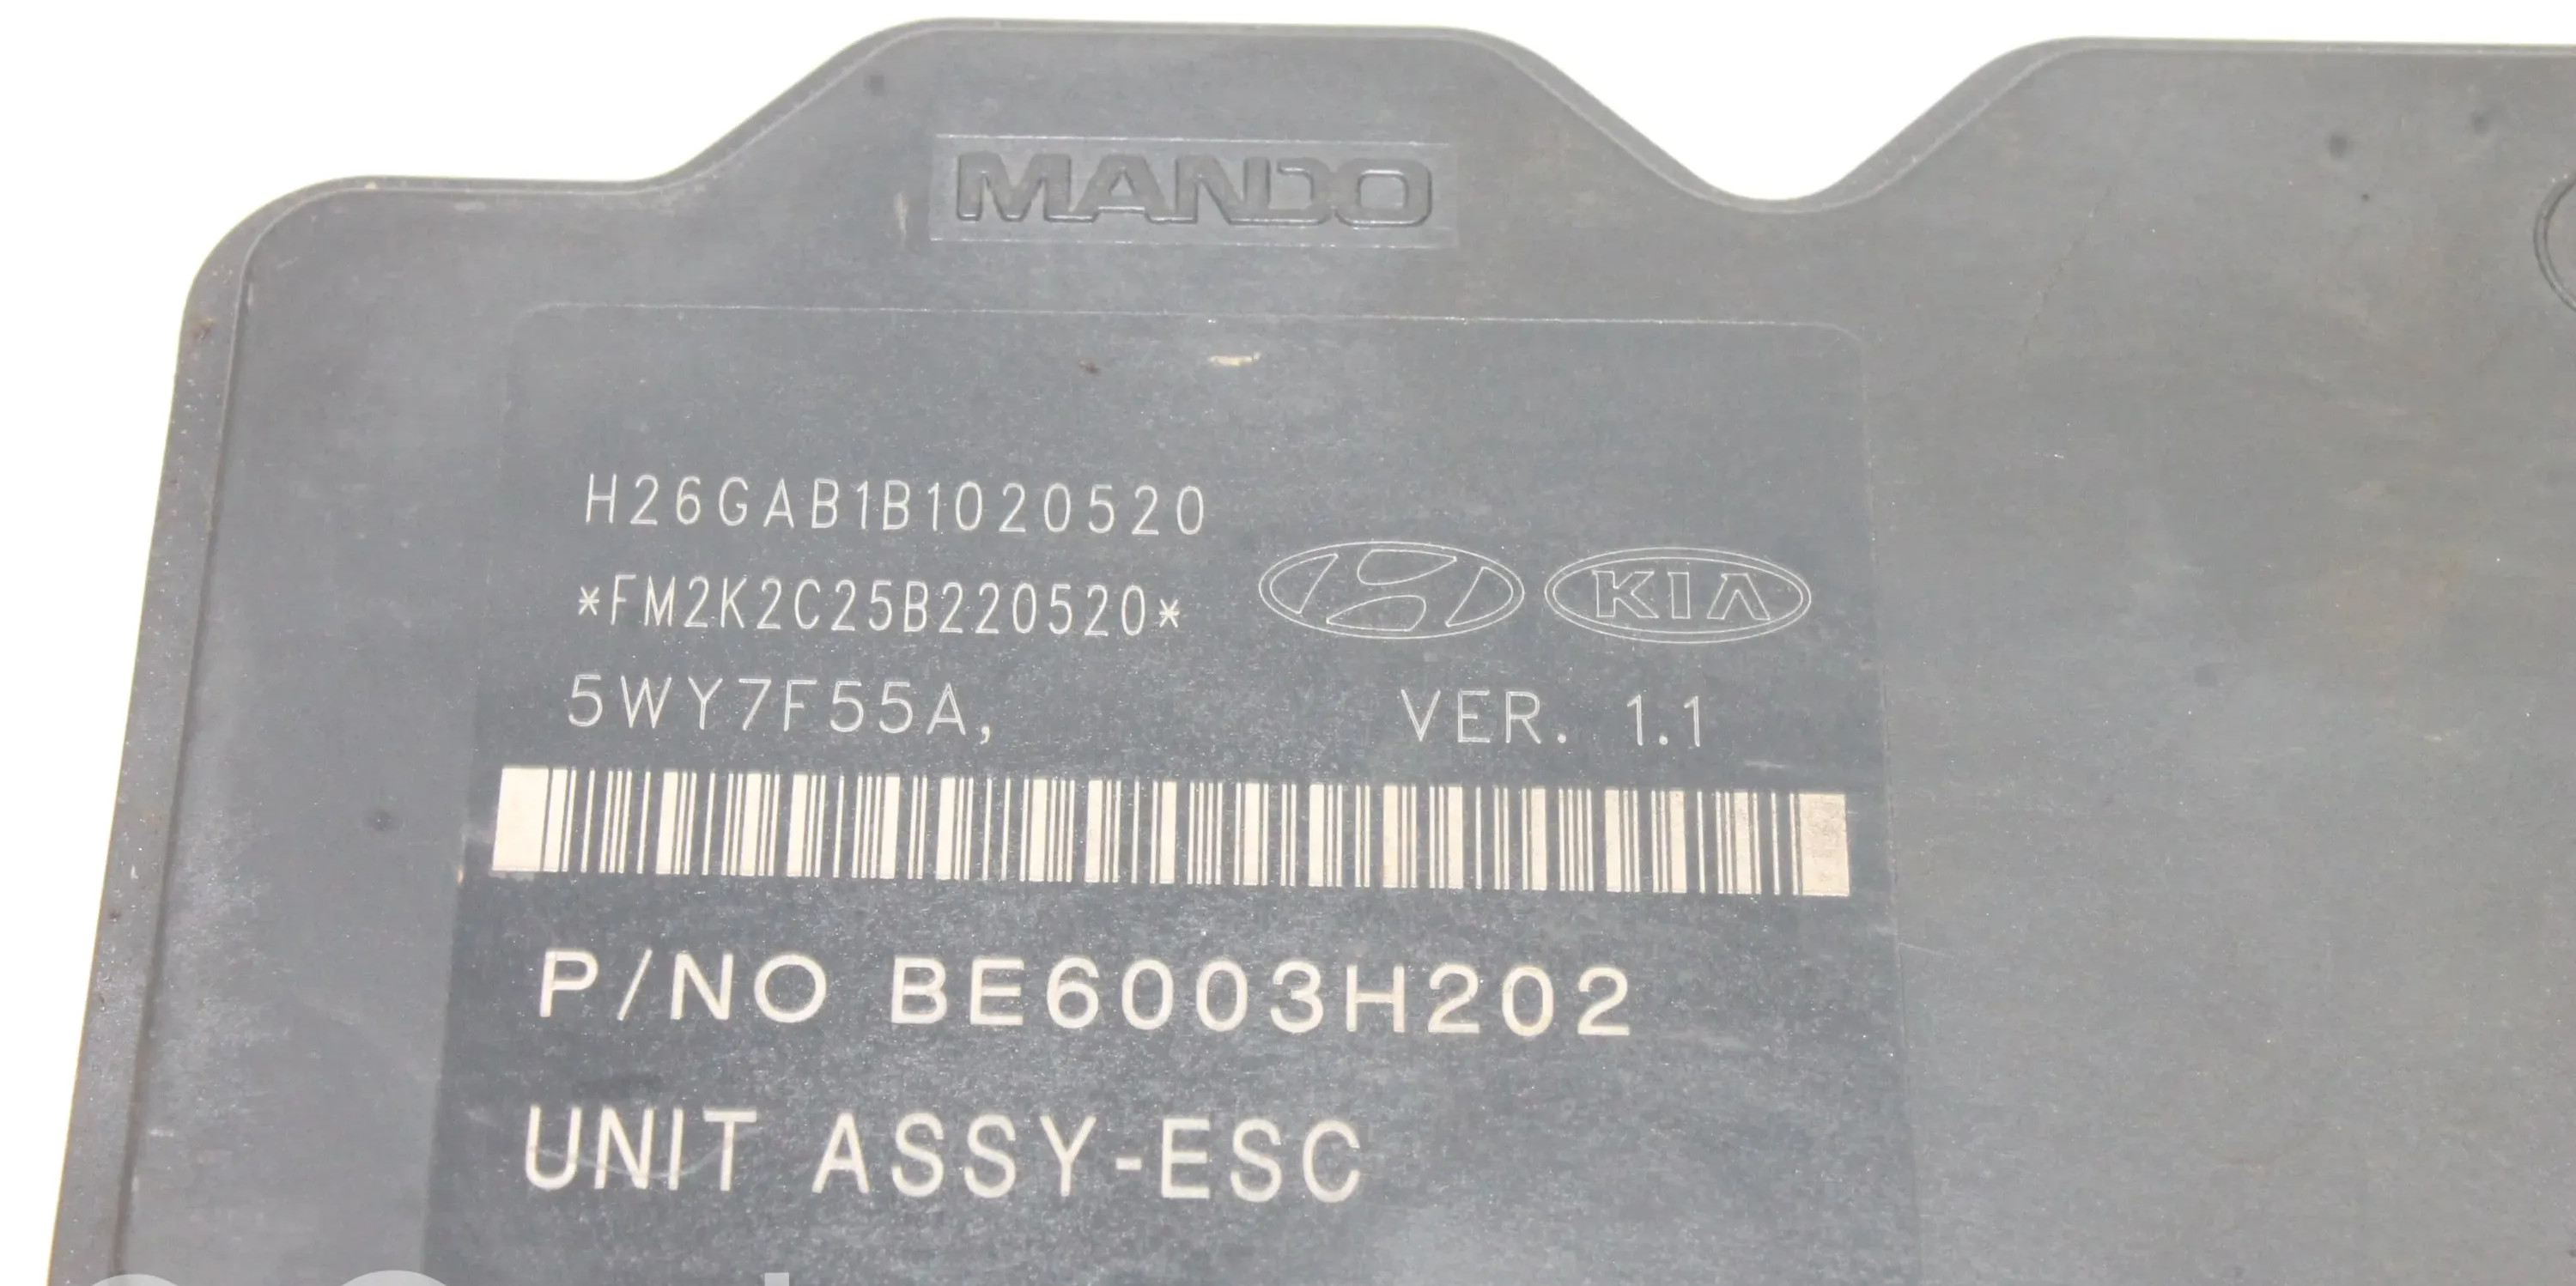 MANDO
H26GAB1B1020520
*FM2K2C25B220520*
KIA
5WY7F55A,
VER. 1.1
P/NO BE6003H202
UNIT ASSY-ESC